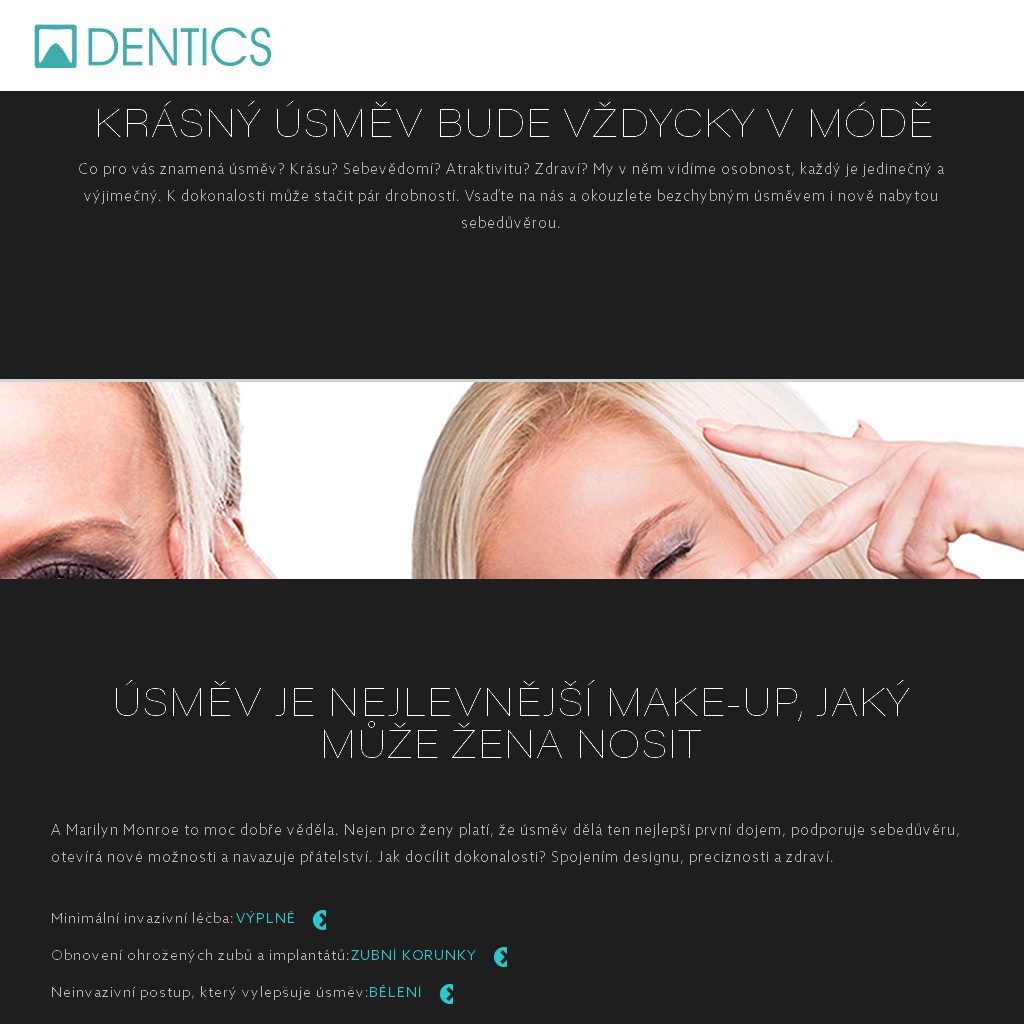 DENTICS
KRÁSNÝ ÚSMĚV BUDE VŽDYCKY V MÓDĚ
Co pro vás znamená úsměv? Krásu? Sebevědomí? Atraktivitu? Zdraví? My v něm vidíme osobnost, každý je jedinečný a
výjimečný. K dokonalosti může stačit pár drobností. Vsaďte na nás a okouzlete bezchybným úsměvem i nově nabytou
sebedůvěrou.
ÚSMĚV JE NEJLEVNĚJŠÍ MAKE-UP, JAKÝ
MŮŽE ŽENA NOSIT
A Marilyn Monroe to moc dobře věděla. Nejen pro ženy platí, že úsměv dělá ten nejlepší první dojem, podporuje sebedůvěru,
otevírá nové možnosti a navazuje přátelství. Jak docílit dokonalosti? Spojením designu, preciznosti a zdraví.
Minimální invazivní léčba: VÝPLNĚ
Obnovení ohrožených zubů a implantátů: ZUBNÍ KORUNKY
Neinvazivní postup, který vylepšuje úsměv: BĚLENÍ